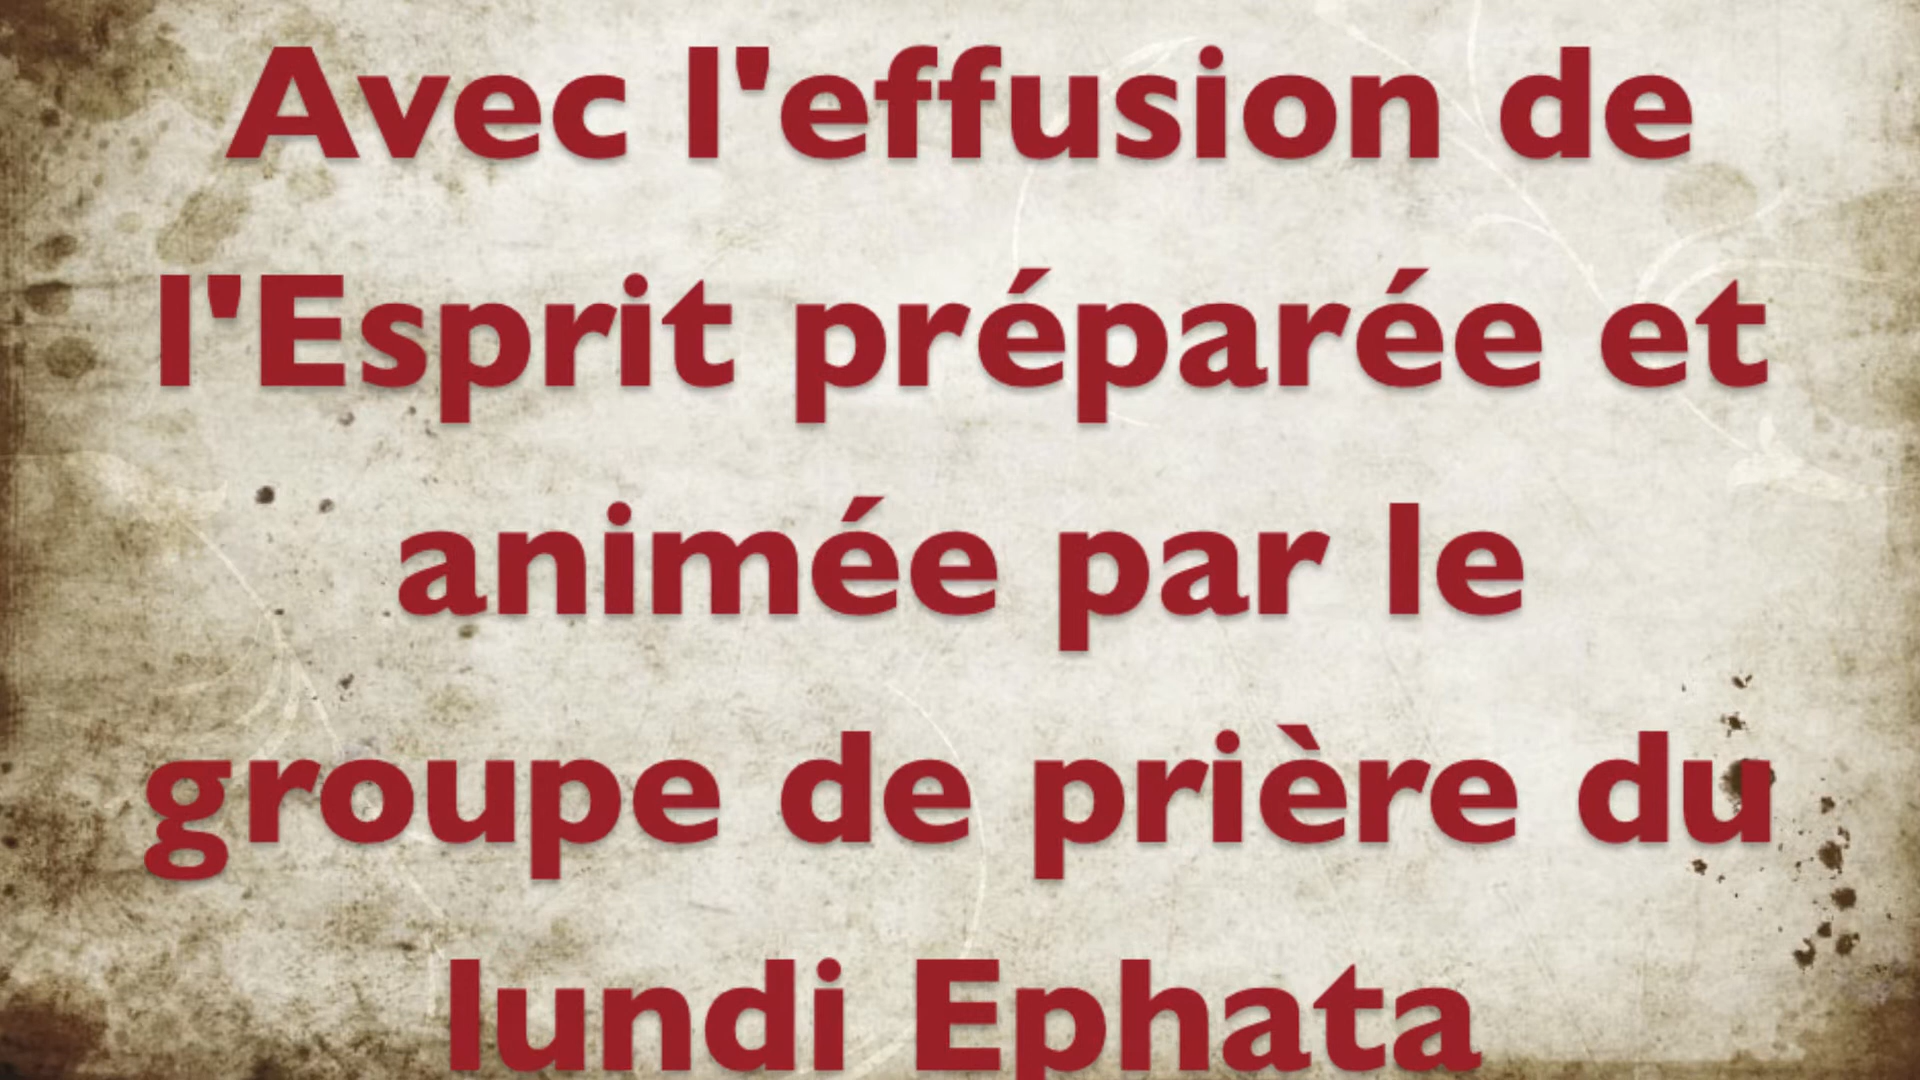 Avec l'effusion de
l'Esprit préparée et
animée par le
groupe de prière du
lundi Ephata